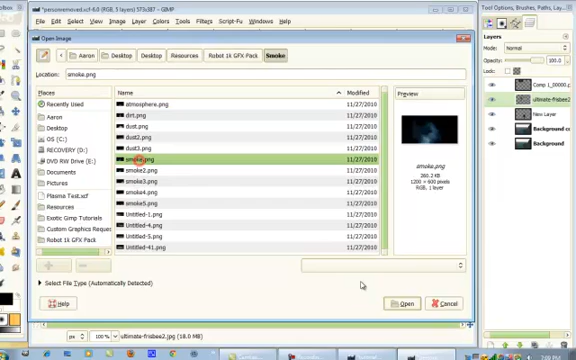 *personremoved.xcf-6.0 (RGB, 5 layers) 573x387 – GIMP
File Edit Select View Image Layer Colors Tools Filters Script-Fu Windows Help
Open Image
Aaron Desktop Desktop Resources Robot 1k GFX Pack Smoke
Location: smoke.png
Places Name Modified Preview
Recently Used
Aaron
Desktop
OS (C:)
RECOVERY (D:)
DVD RW Drive (E:)
Documents
Pictures
Plasma Test.xcf
Resources
Exotic Gimp Tutorials
Custom Graphics Reques
Robot 1k GFX Pack
atmosphere.png 11/27/2010
dirt.png 11/27/2010
dust.png 11/27/2010
dust2.png 11/27/2010
dust3.png 11/27/2010
smoke.png 11/27/2010
smoke2.png 11/27/2010
smoke3.png 11/27/2010
smoke4.png 11/27/2010
smoke5.png 11/27/2010
Untitled-1.png 11/27/2010
Untitled-4.png 11/27/2010
Untitled-5.png 11/27/2010
Untitled-41.png 11/27/2010
smoke.png
260.2 KB
1200 × 600 pixels
RGB, 1 layer
Select File Type (Automatically Detected)
Help Open Cancel
px 100 % ultimate-frisbee2.jpg (18.0 MB)
Tool Options, Brushes, Paths, Lay
Layers
Mode: Normal
Opacity: 100.0
Lock:
Comp 1_00000.p
ultimate-frisbee2
New Layer
Background co
Background
7:09 PM